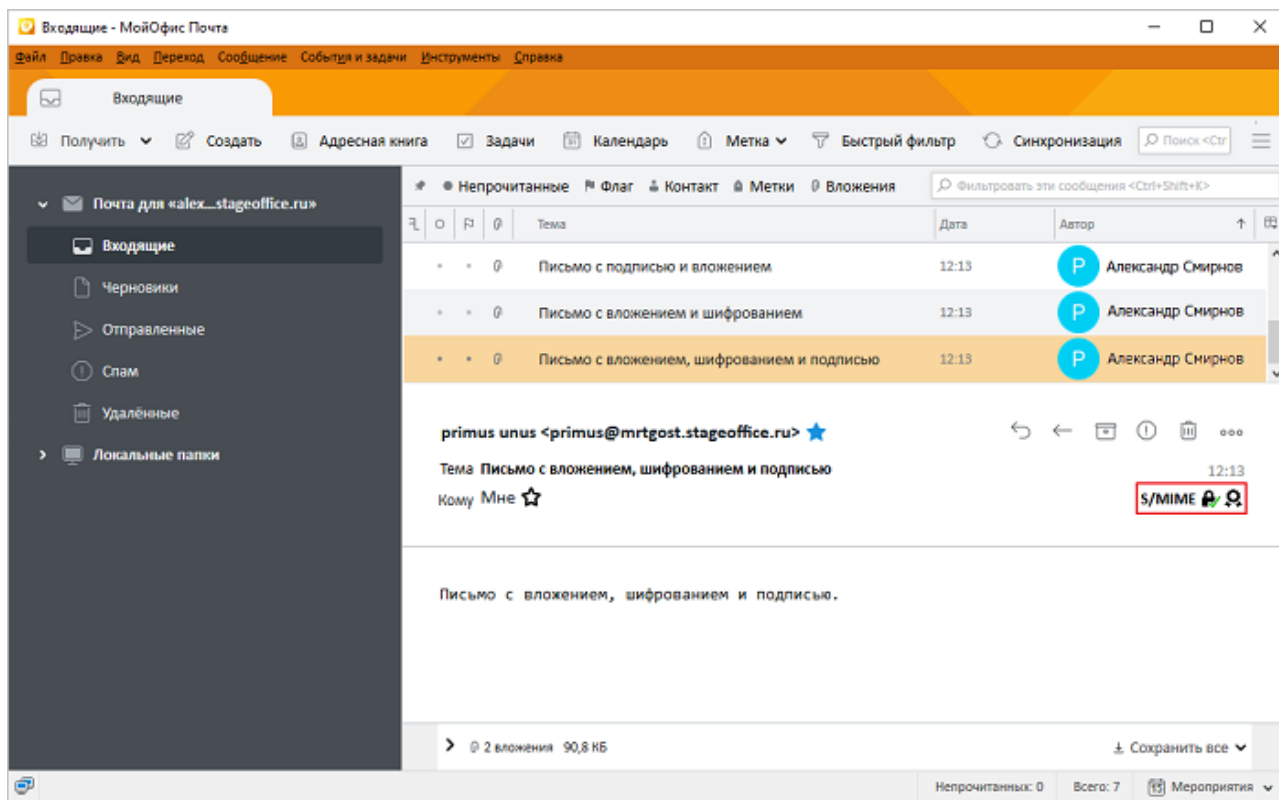 Входящие - МойОфис Почта
Файл Правка Вид Переход Сообщение События и задачи Инструменты Справка
Входящие
Получить Создать Адресная книга Задачи Календарь Метка Быстрый фильтр Синхронизация Поиск <Ctr
Непрочитанные Флаг Контакт Метки Вложения Фильтровать эти сообщения <Ctrl+Shift+K>
Почта для «alex...stageoffice.ru»
Входящие
Черновики
Отправленные
Спам
Удалённые
Локальные папки
Тема Дата Автор
Письмо с подписью и вложением 12:13 P Александр Смирнов
Письмо с вложением и шифрованием 12:13 P Александр Смирнов
Письмо с вложением, шифрованием и подписью 12:13 P Александр Смирнов
primus unus <primus@mrtgost.stageoffice.ru>
Тема Письмо с вложением, шифрованием и подписью 12:13
Кому Мне S/MIME
Письмо с вложением, шифрованием и подписью.
2 вложения 90,8 КБ Сохранить все
Непрочитанных: 0 Всего: 7 Мероприятия